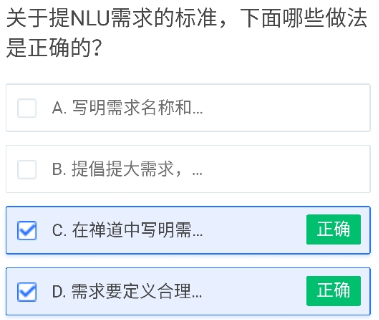 关于提NLU需求的标准，下面哪些做法
是正确的？
A. 写明需求名称和...
B. 提倡提大需求，...
C. 在禅道中写明需... 正确
D. 需求要定义合理... 正确